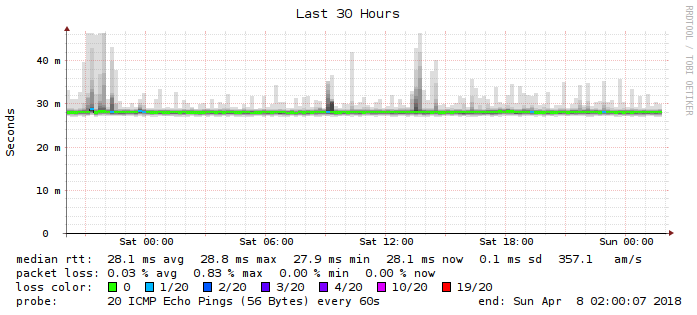 Last 30 Hours
RRDTOOL / TOBI OETIKER
Seconds
40 m
30 m
20 m
10 m
0
Sat 00:00 Sat 06:00 Sat 12:00 Sat 18:00 Sun 00:00
median rtt: 28.1 ms avg 28.8 ms max 27.9 ms min 28.1 ms now 0.1 ms sd 357.1 am/s
packet loss: 0.03 % avg 0.83 % max 0.00 % min 0.00 % now
loss color: 0 1/20 2/20 3/20 4/20 10/20 19/20
probe: 20 ICMP Echo Pings (56 Bytes) every 60s end: Sun Apr 8 02:00:07 2018